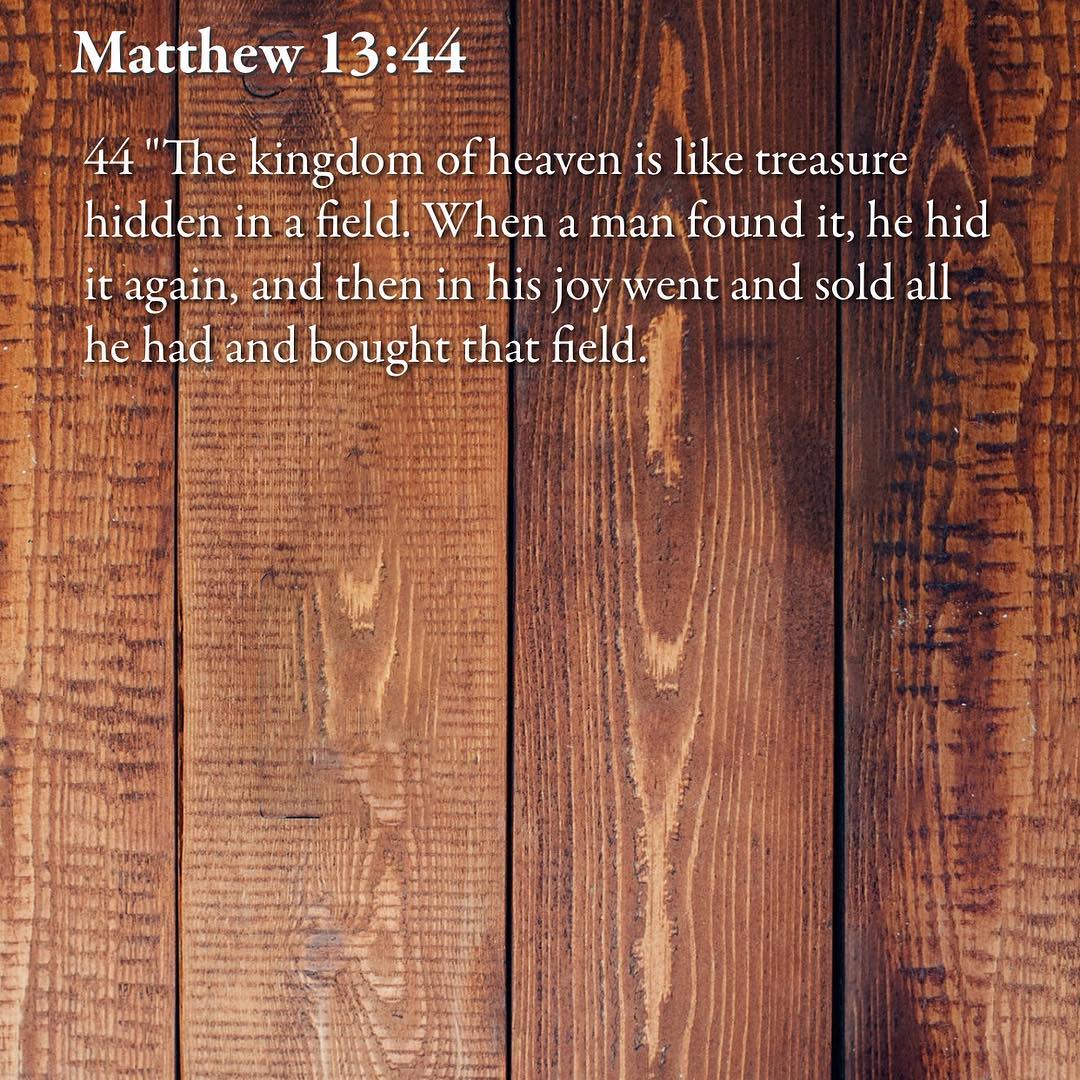 Matthew 13:44
44 "The kingdom of heaven is like treasure
hidden in a field. When a man found it, he hid
it again, and then in his joy went and sold all
he had and bought that field.